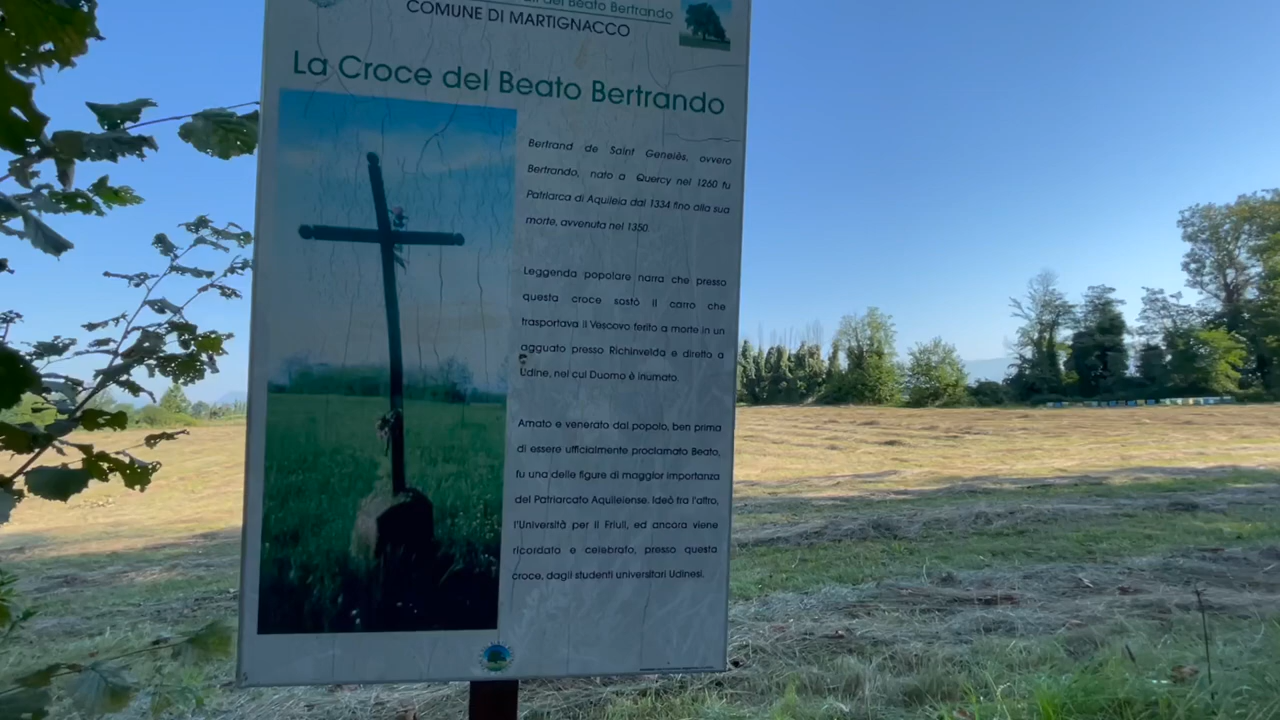 del Beato Bertrando
COMUNE DI MARTIGNACCO
La Croce del Beato Bertrando
Bertrand de Saint Geneiès, ovvero
Bertrando, nato a Quercy nel 1260 fu
Patriarca di Aquileia dal 1334 fino alla sua
morte, avvenuta nel 1350.
Leggenda popolare narra che presso
questa croce sostò il carro che
trasportava il Vescovo ferito a morte in un
agguato presso Richinvelda e diretto a
Udine, nel cui Duomo è inumato.
Amato e venerato dal popolo, ben prima
di essere ufficialmente proclamato Beato,
fu una delle figure di maggior importanza
del Patriarcato Aquileiense. Ideò tra l'altro,
l'Università per il Friuli, ed ancora viene
ricordato e celebrato, presso questa
croce, dagli studenti universitari Udinesi.